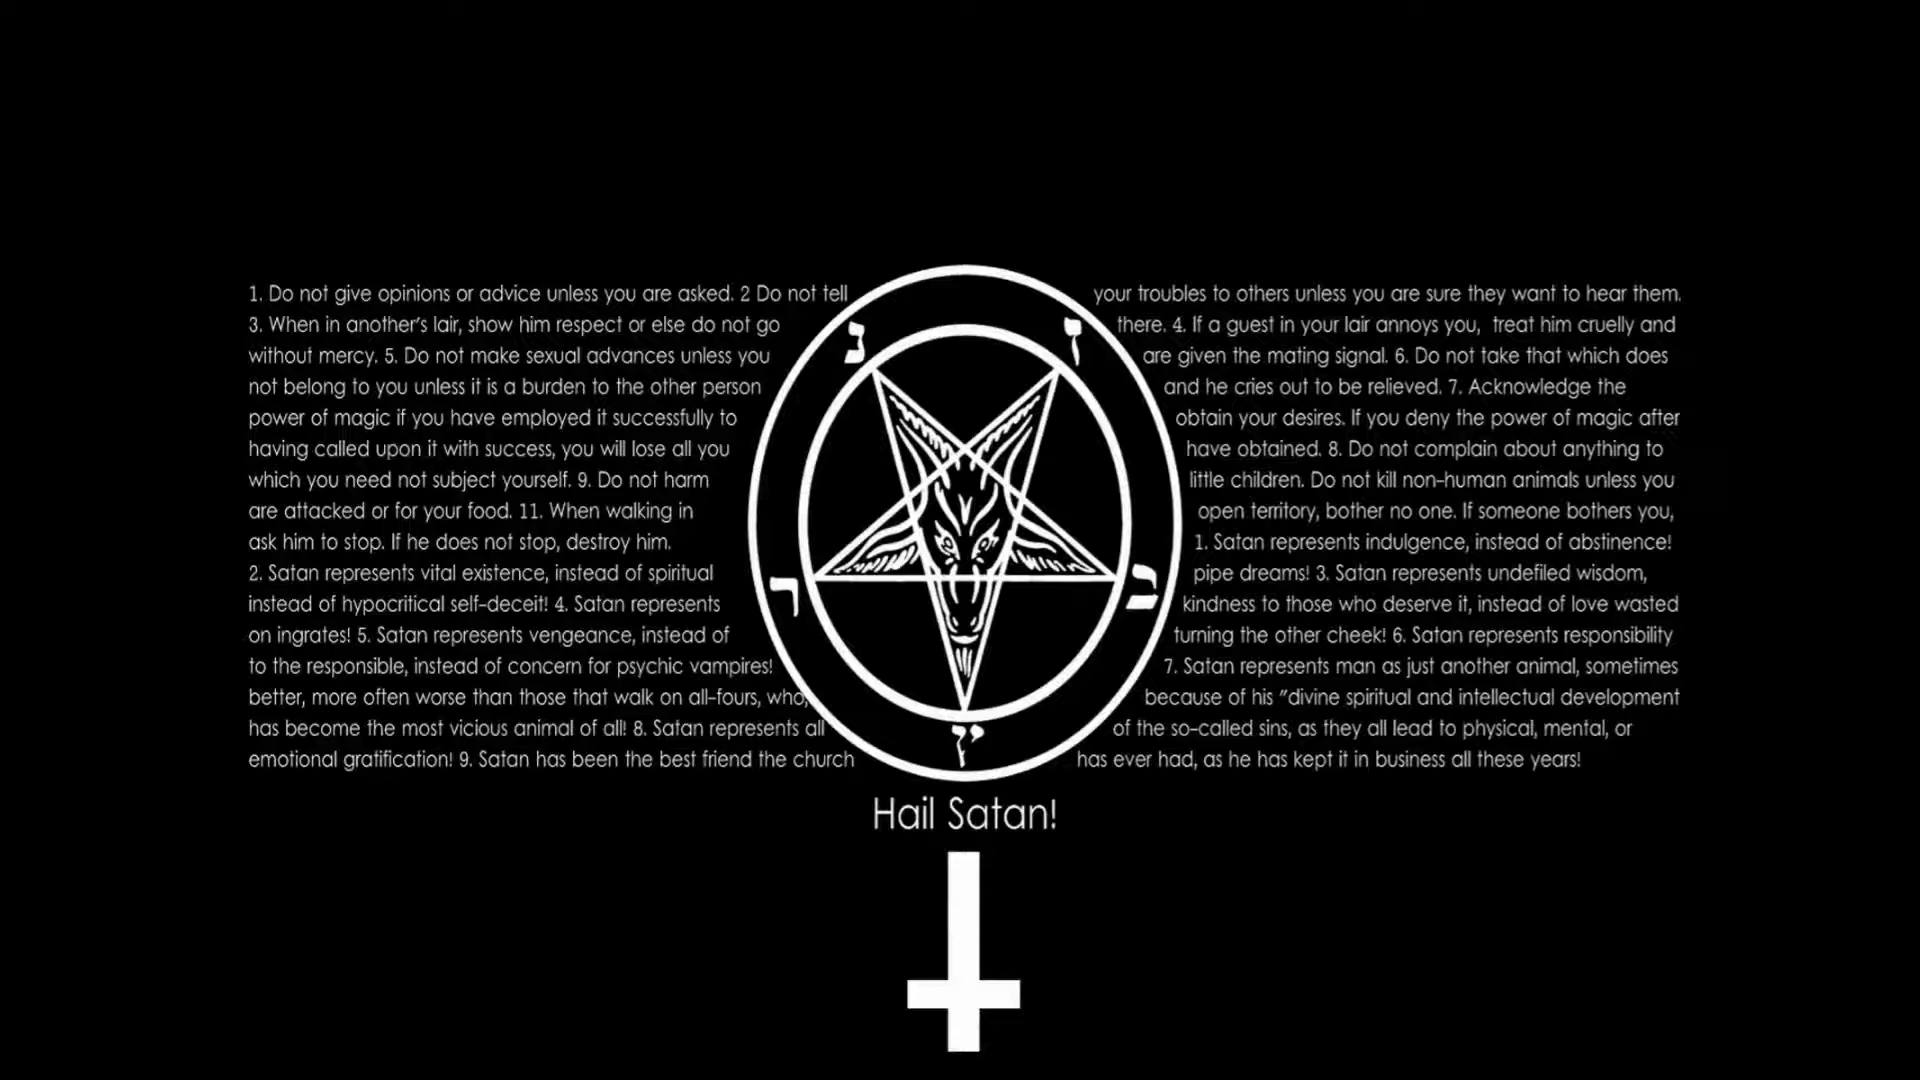 1. Do not give opinions or advice unless you are asked. 2 Do not tell your troubles to others unless you are sure they want to hear them.
3. When in another's lair, show him respect or else do not go there. 4. If a guest in your lair annoys you, treat him cruelly and
without mercy. 5. Do not make sexual advances unless you are given the mating signal. 6. Do not take that which does
not belong to you unless it is a burden to the other person and he cries out to be relieved. 7. Acknowledge the
power of magic if you have employed it successfully to obtain your desires. If you deny the power of magic after
having called upon it with success, you will lose all you have obtained. 8. Do not complain about anything to
which you need not subject yourself. 9. Do not harm little children. Do not kill non-human animals unless you
are attacked or for your food. 11. When walking in open territory, bother no one. If someone bothers you,
ask him to stop. If he does not stop, destroy him. 1. Satan represents indulgence, instead of abstinence!
2. Satan represents vital existence, instead of spiritual pipe dreams! 3. Satan represents undefiled wisdom,
instead of hypocritical self-deceit! 4. Satan represents kindness to those who deserve it, instead of love wasted
on ingrates! 5. Satan represents vengeance, instead of turning the other cheek! 6. Satan represents responsibility
to the responsible, instead of concern for psychic vampires! 7. Satan represents man as just another animal, sometimes
better, more often worse than those that walk on all-fours, who, because of his "divine spiritual and intellectual development
has become the most vicious animal of all! 8. Satan represents all of the so-called sins, as they all lead to physical, mental, or
emotional gratification! 9. Satan has been the best friend the church has ever had, as he has kept it in business all these years!
Hail Satan!